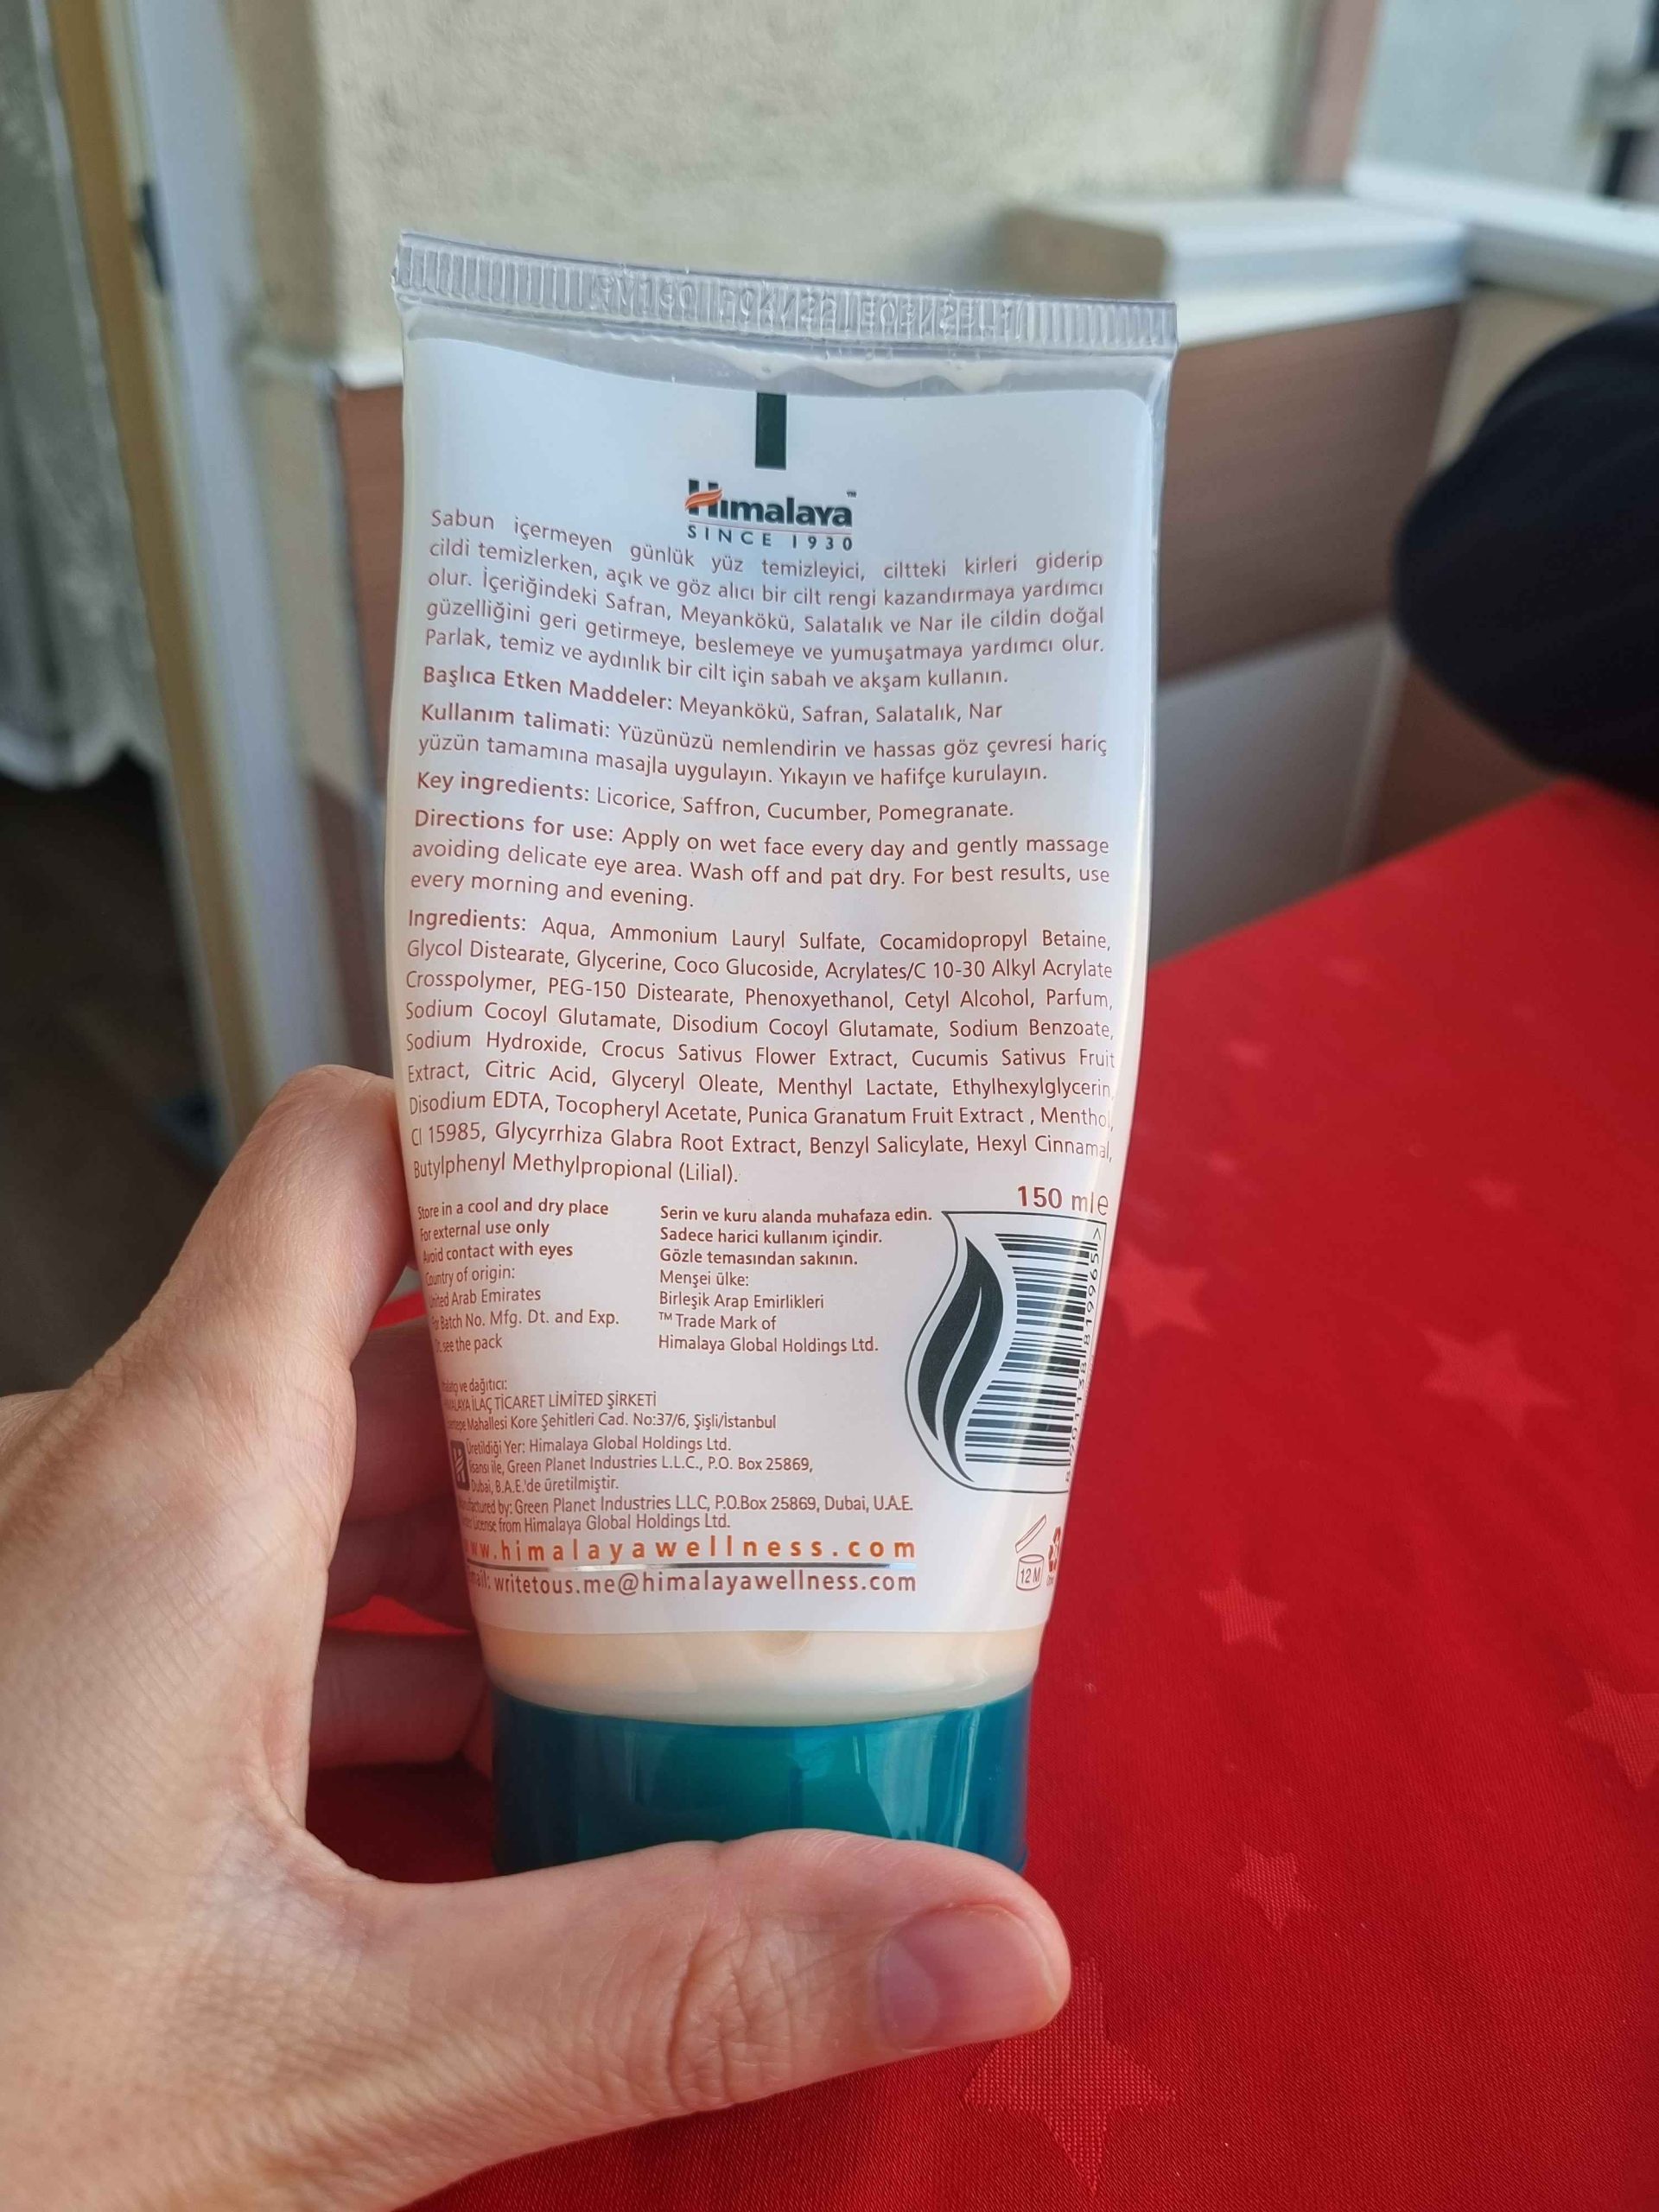 Himalaya™
SINCE 1930
Sabun içermeyen günlük yüz temizleyici, ciltteki kirleri giderip
cildi temizlerken, açık ve göz alıcı bir cilt rengi kazandırmaya yardımcı
olur. İçeriğindeki Safran, Meyankökü, Salatalık ve Nar ile cildin doğal
güzelliğini geri getirmeye, beslemeye ve yumuşatmaya yardımcı olur.
Parlak, temiz ve aydınlık bir cilt için sabah ve akşam kullanın.
Başlıca Etken Maddeler: Meyankökü, Safran, Salatalık, Nar
Kullanım talimati: Yüzünüzü nemlendirin ve hassas göz çevresi hariç
yüzün tamamına masajla uygulayın. Yıkayın ve hafifçe kurulayın.
Key ingredients: Licorice, Saffron, Cucumber, Pomegranate.
Directions for use: Apply on wet face every day and gently massage
avoiding delicate eye area. Wash off and pat dry. For best results, use
every morning and evening.
Ingredients: Aqua, Ammonium Lauryl Sulfate, Cocamidopropyl Betaine,
Glycol Distearate, Glycerine, Coco Glucoside, Acrylates/C 10-30 Alkyl Acrylate
Crosspolymer, PEG-150 Distearate, Phenoxyethanol, Cetyl Alcohol, Parfum,
Sodium Cocoyl Glutamate, Disodium Cocoyl Glutamate, Sodium Benzoate,
Sodium Hydroxide, Crocus Sativus Flower Extract, Cucumis Sativus Fruit
Extract, Citric Acid, Glyceryl Oleate, Menthyl Lactate, Ethylhexylglycerin,
Disodium EDTA, Tocopheryl Acetate, Punica Granatum Fruit Extract , Menthol,
CI 15985, Glycyrrhiza Glabra Root Extract, Benzyl Salicylate, Hexyl Cinnamal,
Butylphenyl Methylpropional (Lilial).
150 ml e
Store in a cool and dry place
For external use only
Avoid contact with eyes
Country of origin:
United Arab Emirates
Batch No. Mfg. Dt. and Exp.
see the pack
Serin ve kuru alanda muhafaza edin.
Sadece harici kullanım içindir.
Gözle temasından sakının.
Menşei ülke:
Birleşik Arap Emirlikleri
™ Trade Mark of
Himalaya Global Holdings Ltd.
ve dağıtıcı:
İLAÇ TİCARET LİMİTED ŞİRKETİ
Mahallesi Kore Şehitleri Cad. No:37/6, Şişli/İstanbul
Üretildiği Yer: Himalaya Global Holdings Ltd.
lisansı ile, Green Planet Industries L.L.C., P.O. Box 25869,
Dubai, B.A.E.'de üretilmiştir.
by: Green Planet Industries LLC, P.O.Box 25869, Dubai, U.A.E.
License from Himalaya Global Holdings Ltd.
w.himalayawellness.com
writetous.me@himalayawellness.com
12 M